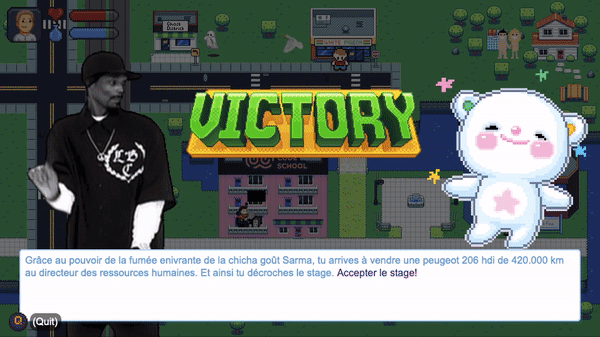 VICTORY
SCHOOL
Grâce au pouvoir de la fumée enivrante de la chicha goût Sarma, tu arrives à vendre une peugeot 206 hdi de 420.000 km
au directeur des ressources humaines. Et ainsi tu décroches le stage. Accepter le stage!
(Quit)